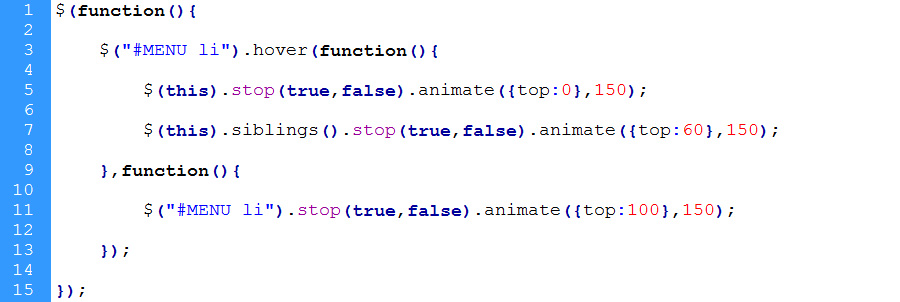 1 $(function(){
2
3 $("#MENU li").hover(function(){
4
5 $(this).stop(true,false).animate({top:0},150);
6
7 $(this).siblings().stop(true,false).animate({top:60},150);
8
9 },function(){
10
11 $("#MENU li").stop(true,false).animate({top:100},150);
12
13 });
14
15 });